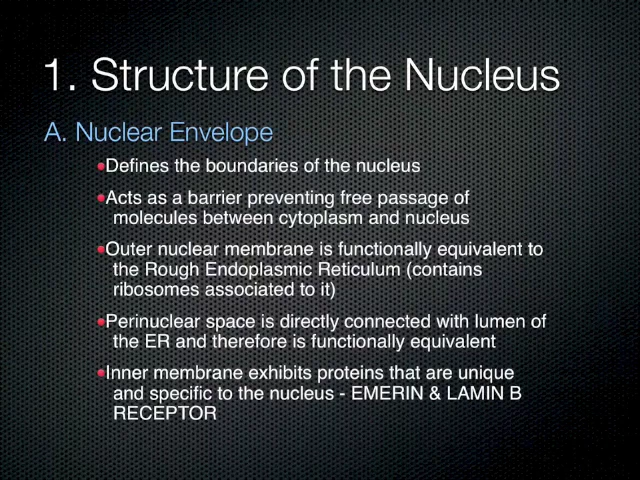 1. Structure of the Nucleus
A. Nuclear Envelope
•Defines the boundaries of the nucleus
•Acts as a barrier preventing free passage of
molecules between cytoplasm and nucleus
•Outer nuclear membrane is functionally equivalent to
the Rough Endoplasmic Reticulum (contains
ribosomes associated to it)
•Perinuclear space is directly connected with lumen of
the ER and therefore is functionally equivalent
•Inner membrane exhibits proteins that are unique
and specific to the nucleus - EMERIN & LAMIN B
RECEPTOR